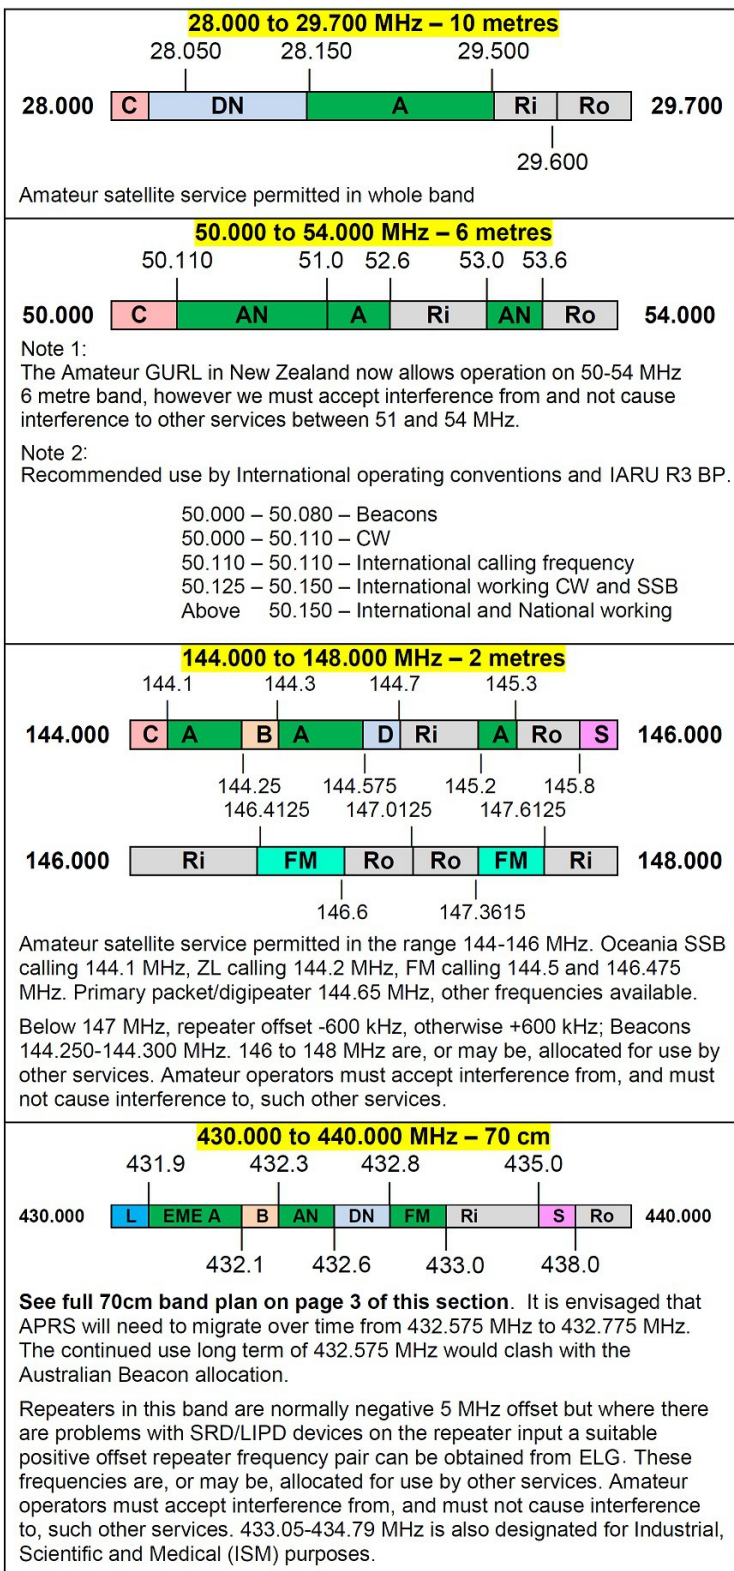 28.000 to 29.700 MHz – 10 metres
28.050 28.150 29.500
28.000 C DN A Ri Ro 29.700
29.600
Amateur satellite service permitted in whole band
50.000 to 54.000 MHz – 6 metres
50.110 51.0 52.6 53.0 53.6
50.000 C AN A Ri AN Ro 54.000
Note 1:
The Amateur GURL in New Zealand now allows operation on 50-54 MHz
6 metre band, however we must accept interference from and not cause
interference to other services between 51 and 54 MHz.
Note 2:
Recommended use by International operating conventions and IARU R3 BP.
50.000 – 50.080 – Beacons
50.000 – 50.110 – CW
50.110 – 50.110 – International calling frequency
50.125 – 50.150 – International working CW and SSB
Above 50.150 – International and National working
144.000 to 148.000 MHz – 2 metres
144.1 144.3 144.7 145.3
144.000 C A B A D Ri A Ro S 146.000
144.25 144.575 145.2 145.8
146.4125 147.0125 147.6125
146.000 Ri FM Ro Ro FM Ri 148.000
146.6 147.3615
Amateur satellite service permitted in the range 144-146 MHz. Oceania SSB
calling 144.1 MHz, ZL calling 144.2 MHz, FM calling 144.5 and 146.475
MHz. Primary packet/digipeater 144.65 MHz, other frequencies available.
Below 147 MHz, repeater offset -600 kHz, otherwise +600 kHz; Beacons
144.250-144.300 MHz. 146 to 148 MHz are, or may be, allocated for use by
other services. Amateur operators must accept interference from, and must
not cause interference to, such other services.
430.000 to 440.000 MHz – 70 cm
431.9 432.3 432.8 435.0
430.000 L EME A B AN DN FM Ri S Ro 440.000
432.1 432.6 433.0 438.0
See full 70cm band plan on page 3 of this section. It is envisaged that
APRS will need to migrate over time from 432.575 MHz to 432.775 MHz.
The continued use long term of 432.575 MHz would clash with the
Australian Beacon allocation.
Repeaters in this band are normally negative 5 MHz offset but where there
are problems with SRD/LIPD devices on the repeater input a suitable
positive offset repeater frequency pair can be obtained from ELG. These
frequencies are, or may be, allocated for use by other services. Amateur
operators must accept interference from, and must not cause interference
to, such other services. 433.05-434.79 MHz is also designated for Industrial,
Scientific and Medical (ISM) purposes.